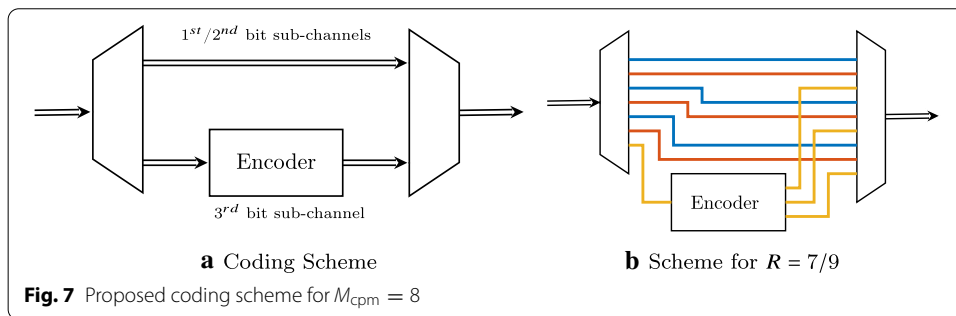 1st/2nd bit sub-channels
Encoder
3rd bit sub-channel
a Coding Scheme
Encoder
b Scheme for R = 7/9
Fig. 7 Proposed coding scheme for Mcpm = 8